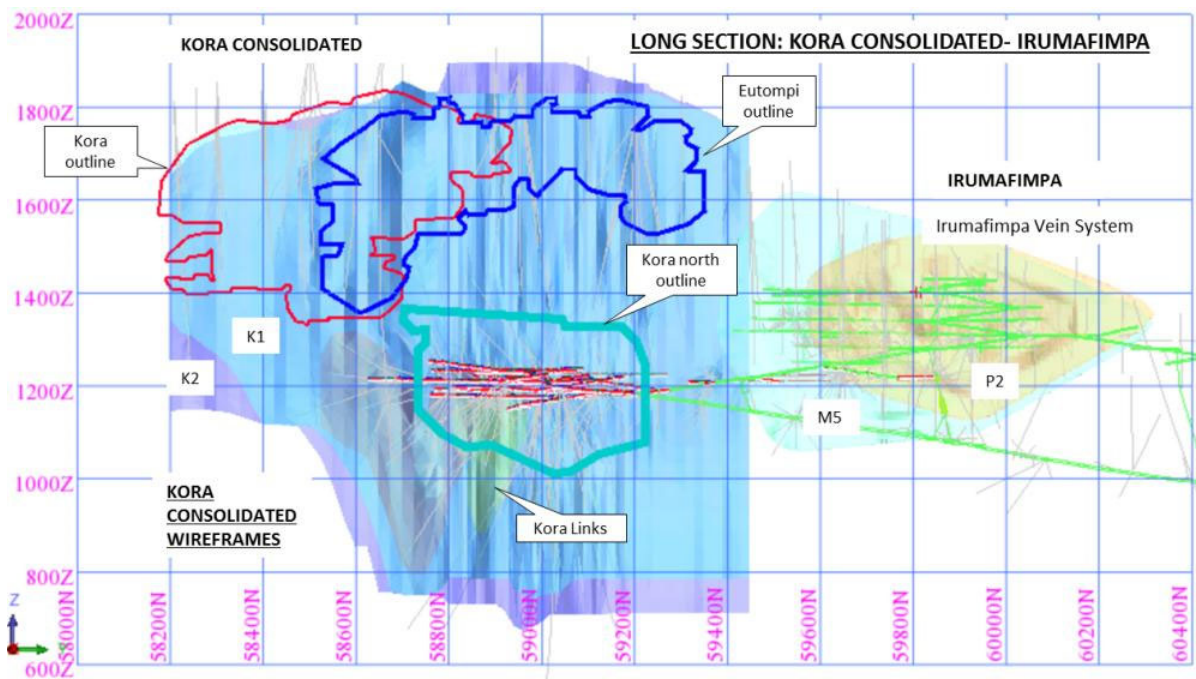 2000Z
KORA CONSOLIDATED
LONG SECTION: KORA CONSOLIDATED- IRUMAFIMPA
1800Z
Eutompi
outline
Kora
outline
IRUMAFIMPA
1600Z
Irumafimpa Vein System
Kora north
outline
1400Z
K1
K2
1200Z
P2
M5
1000Z
KORA
CONSOLIDATED
WIREFRAMES
Kora Links
800Z
Z
600Z
58000N
58200N
58400N
58600N
58800N
59000N
59200N
59400N
59600N
59800N
60000N
60200N
60400N